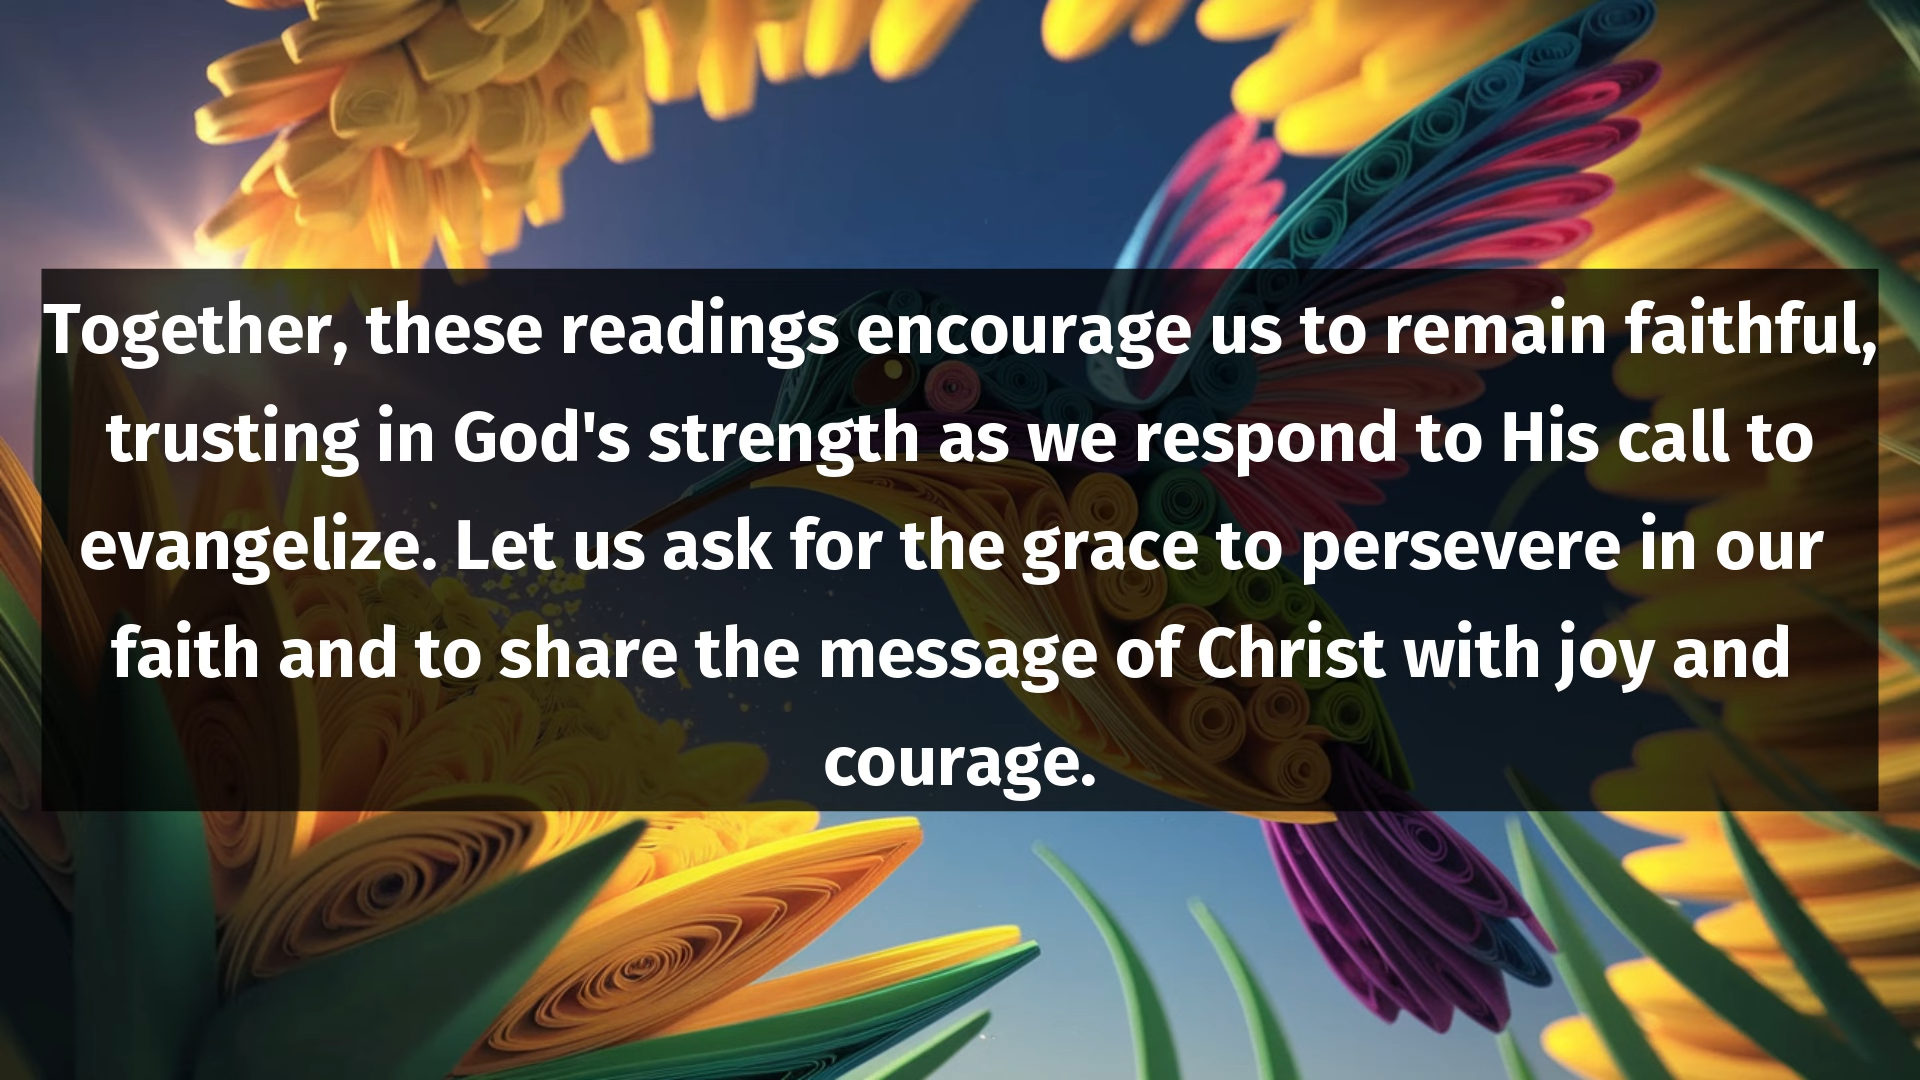 Together, these readings encourage us to remain faithful,
trusting in God's strength as we respond to His call to
evangelize. Let us ask for the grace to persevere in our
faith and to share the message of Christ with joy and
courage.